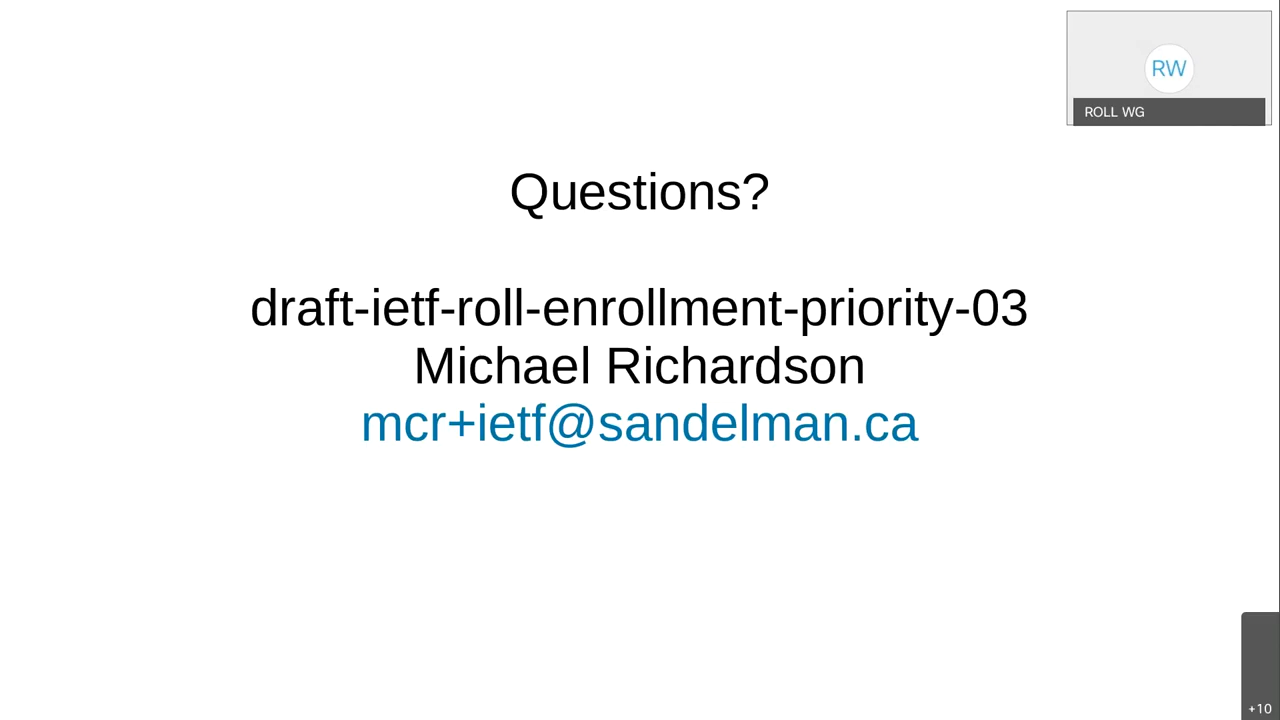 RW
ROLL WG
Questions?
draft-ietf-roll-enrollment-priority-03
Michael Richardson
mcr+ietf@sandelman.ca
+10